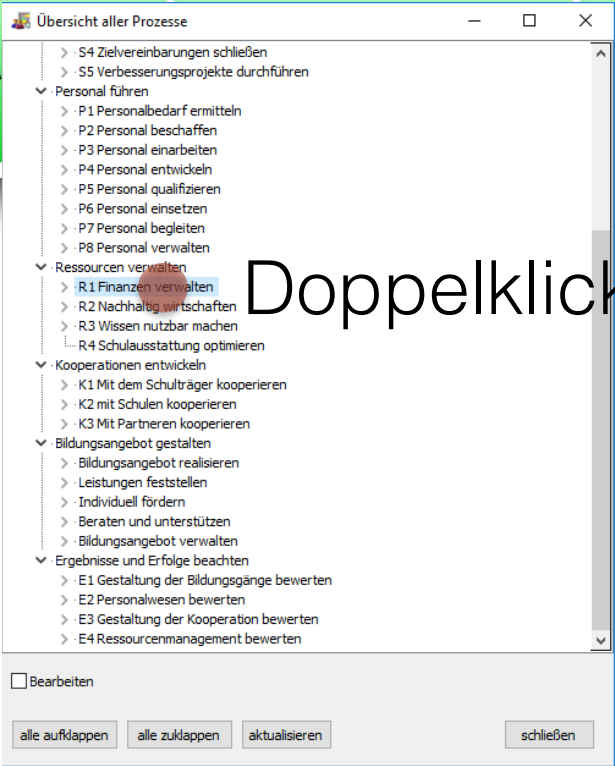 Übersicht aller Prozesse
S4 Zielvereinbarungen schließen
S5 Verbesserungsprojekte durchführen
Personal führen
P1 Personalbedarf ermitteln
P2 Personal beschaffen
P3 Personal einarbeiten
P4 Personal entwickeln
P5 Personal qualifizieren
P6 Personal einsetzen
P7 Personal begleiten
P8 Personal verwalten
Ressourcen verwalten
R1 Finanzen verwalten
Doppelklick
R2 Nachhaltig wirtschaften
R3 Wissen nutzbar machen
R4 Schulausstattung optimieren
Kooperationen entwickeln
K1 Mit dem Schulträger kooperieren
K2 mit Schulen kooperieren
K3 Mit Partneren kooperieren
Bildungsangebot gestalten
Bildungsangebot realisieren
Leistungen feststellen
Individuell fördern
Beraten und unterstützen
Bildungsangebot verwalten
Ergebnisse und Erfolge beachten
E1 Gestaltung der Bildungsgänge bewerten
E2 Personalwesen bewerten
E3 Gestaltung der Kooperation bewerten
E4 Ressourcenmanagement bewerten
Bearbeiten
alle aufklappen alle zuklappen aktualisieren schließen